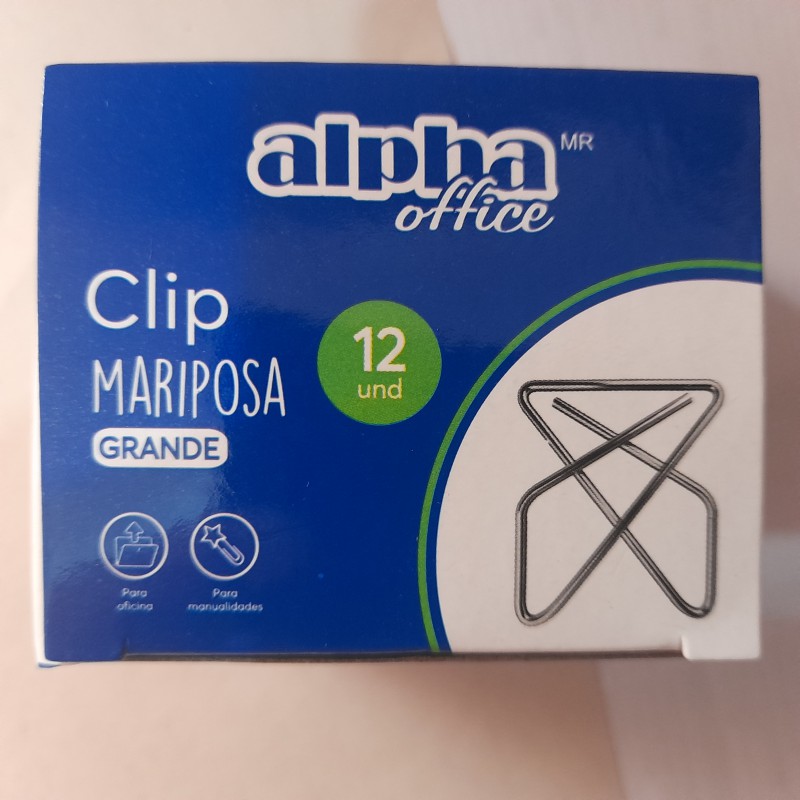 alpha MR
office
Clip
MARIPOSA
GRANDE
12
und
Para
oficina
Para
manualidades